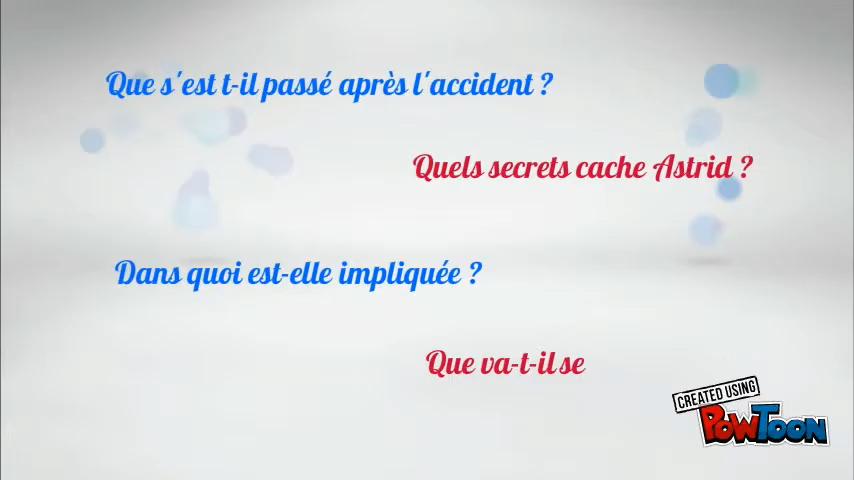 Que s'est t-il passé après l'accident ?
Quels secrets cache Astrid ?
Dans quoi est-elle impliquée ?
Que va-t-il se
CREATED USING
POWTOON